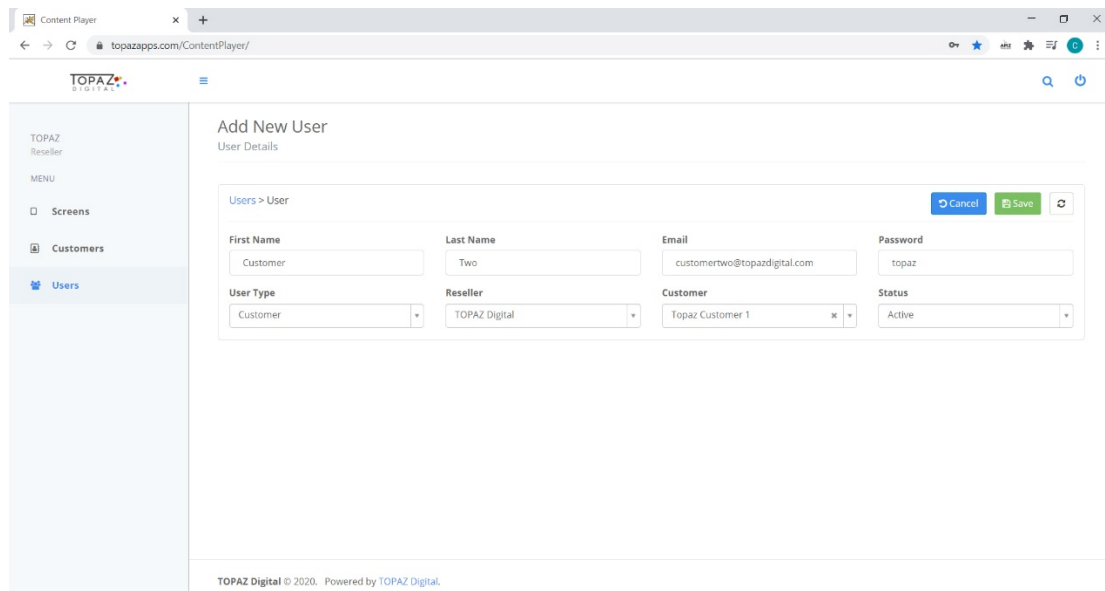 Content Player
topazapps.com/ContentPlayer/
TOPAZ
DIGITAL
TOPAZ
Reseller
MENU
Screens
Customers
Users
Add New User
User Details
Users > User
Cancel
Save
First Name
Last Name
Email
Password
Customer
Two
customertwo@topazdigital.com
topaz
User Type
Reseller
Customer
Status
Customer
TOPAZ Digital
Topaz Customer 1
Active
TOPAZ Digital © 2020. Powered by TOPAZ Digital.